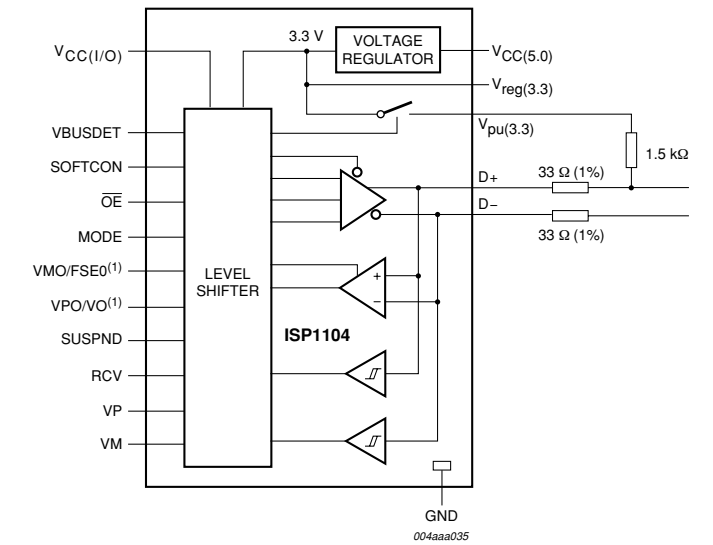 3.3 V
VOLTAGE
REGULATOR
VCC(I/O)
VCC(5.0)
Vreg(3.3)
Vpu(3.3)
VBUSDET
1.5 kΩ
SOFTCON
33 Ω (1%)
D+
OE
D−
33 Ω (1%)
MODE
VMO/FSE0(1)
LEVEL
SHIFTER
+
−
VPO/VO(1)
SUSPND
ISP1104
RCV
VP
VM
GND
004aaa035